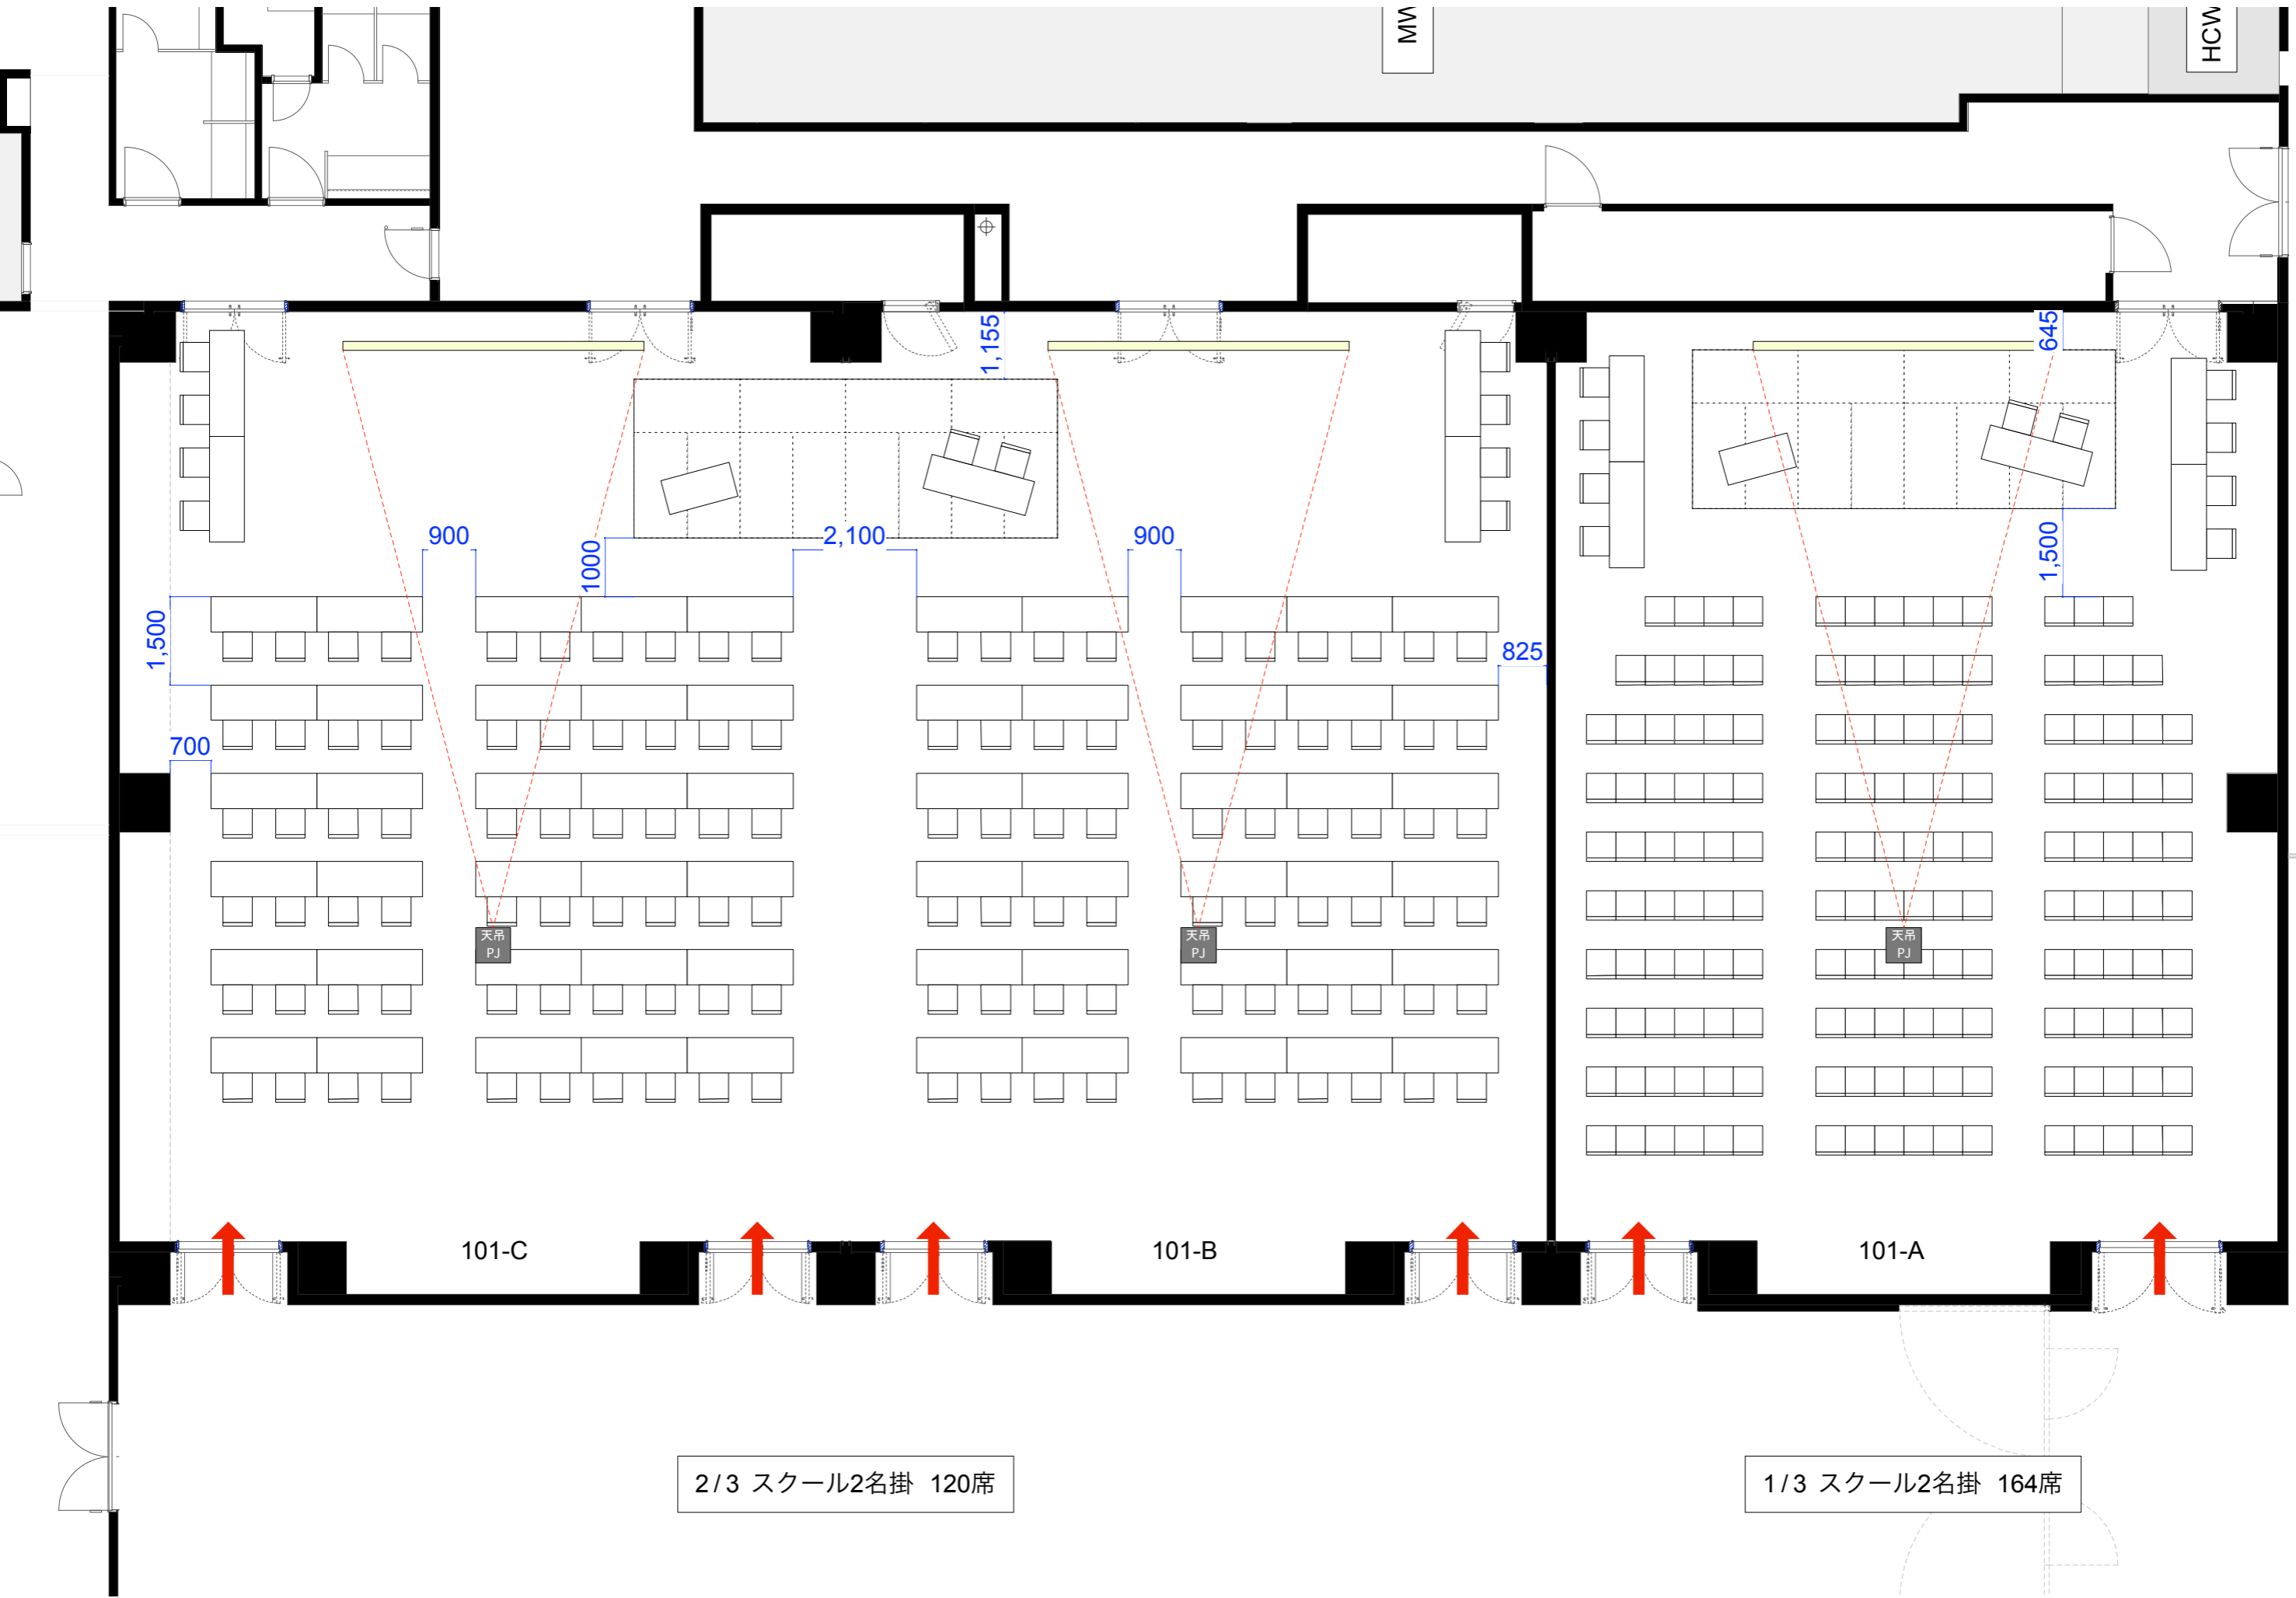 MW
HCW
1,155
645
900
1000
2,100
900
1,500
1,500
825
700
天吊
PJ
天吊
PJ
天吊
PJ
101-C
101-B
101-A
2/3 スクール2名掛 120席
1/3 スクール2名掛 164席